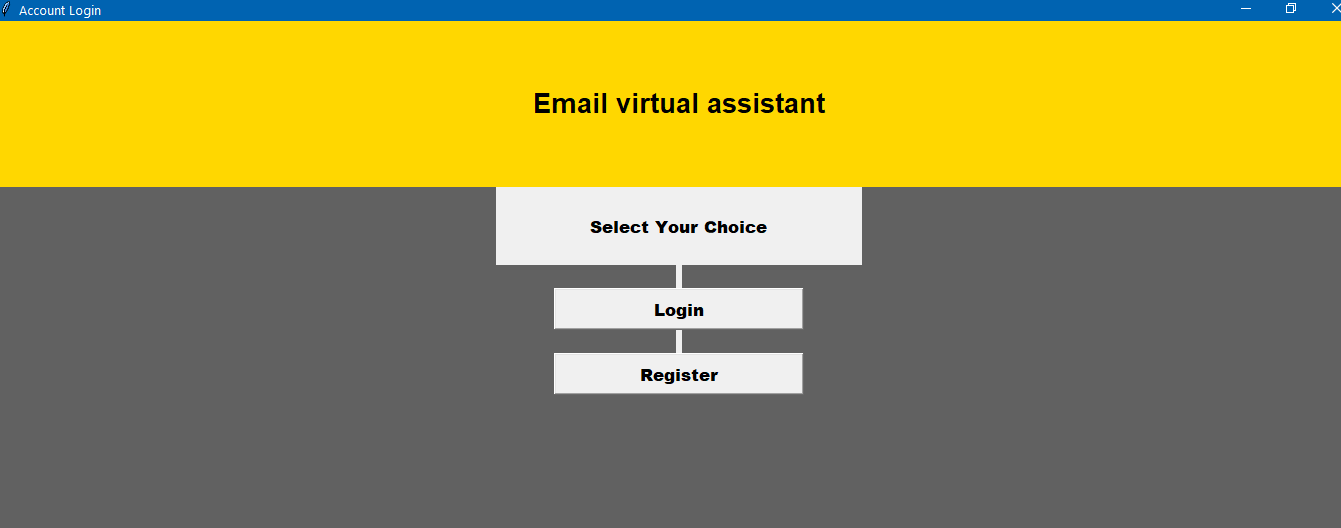 Account Login
Email virtual assistant
Select Your Choice
Login
Register